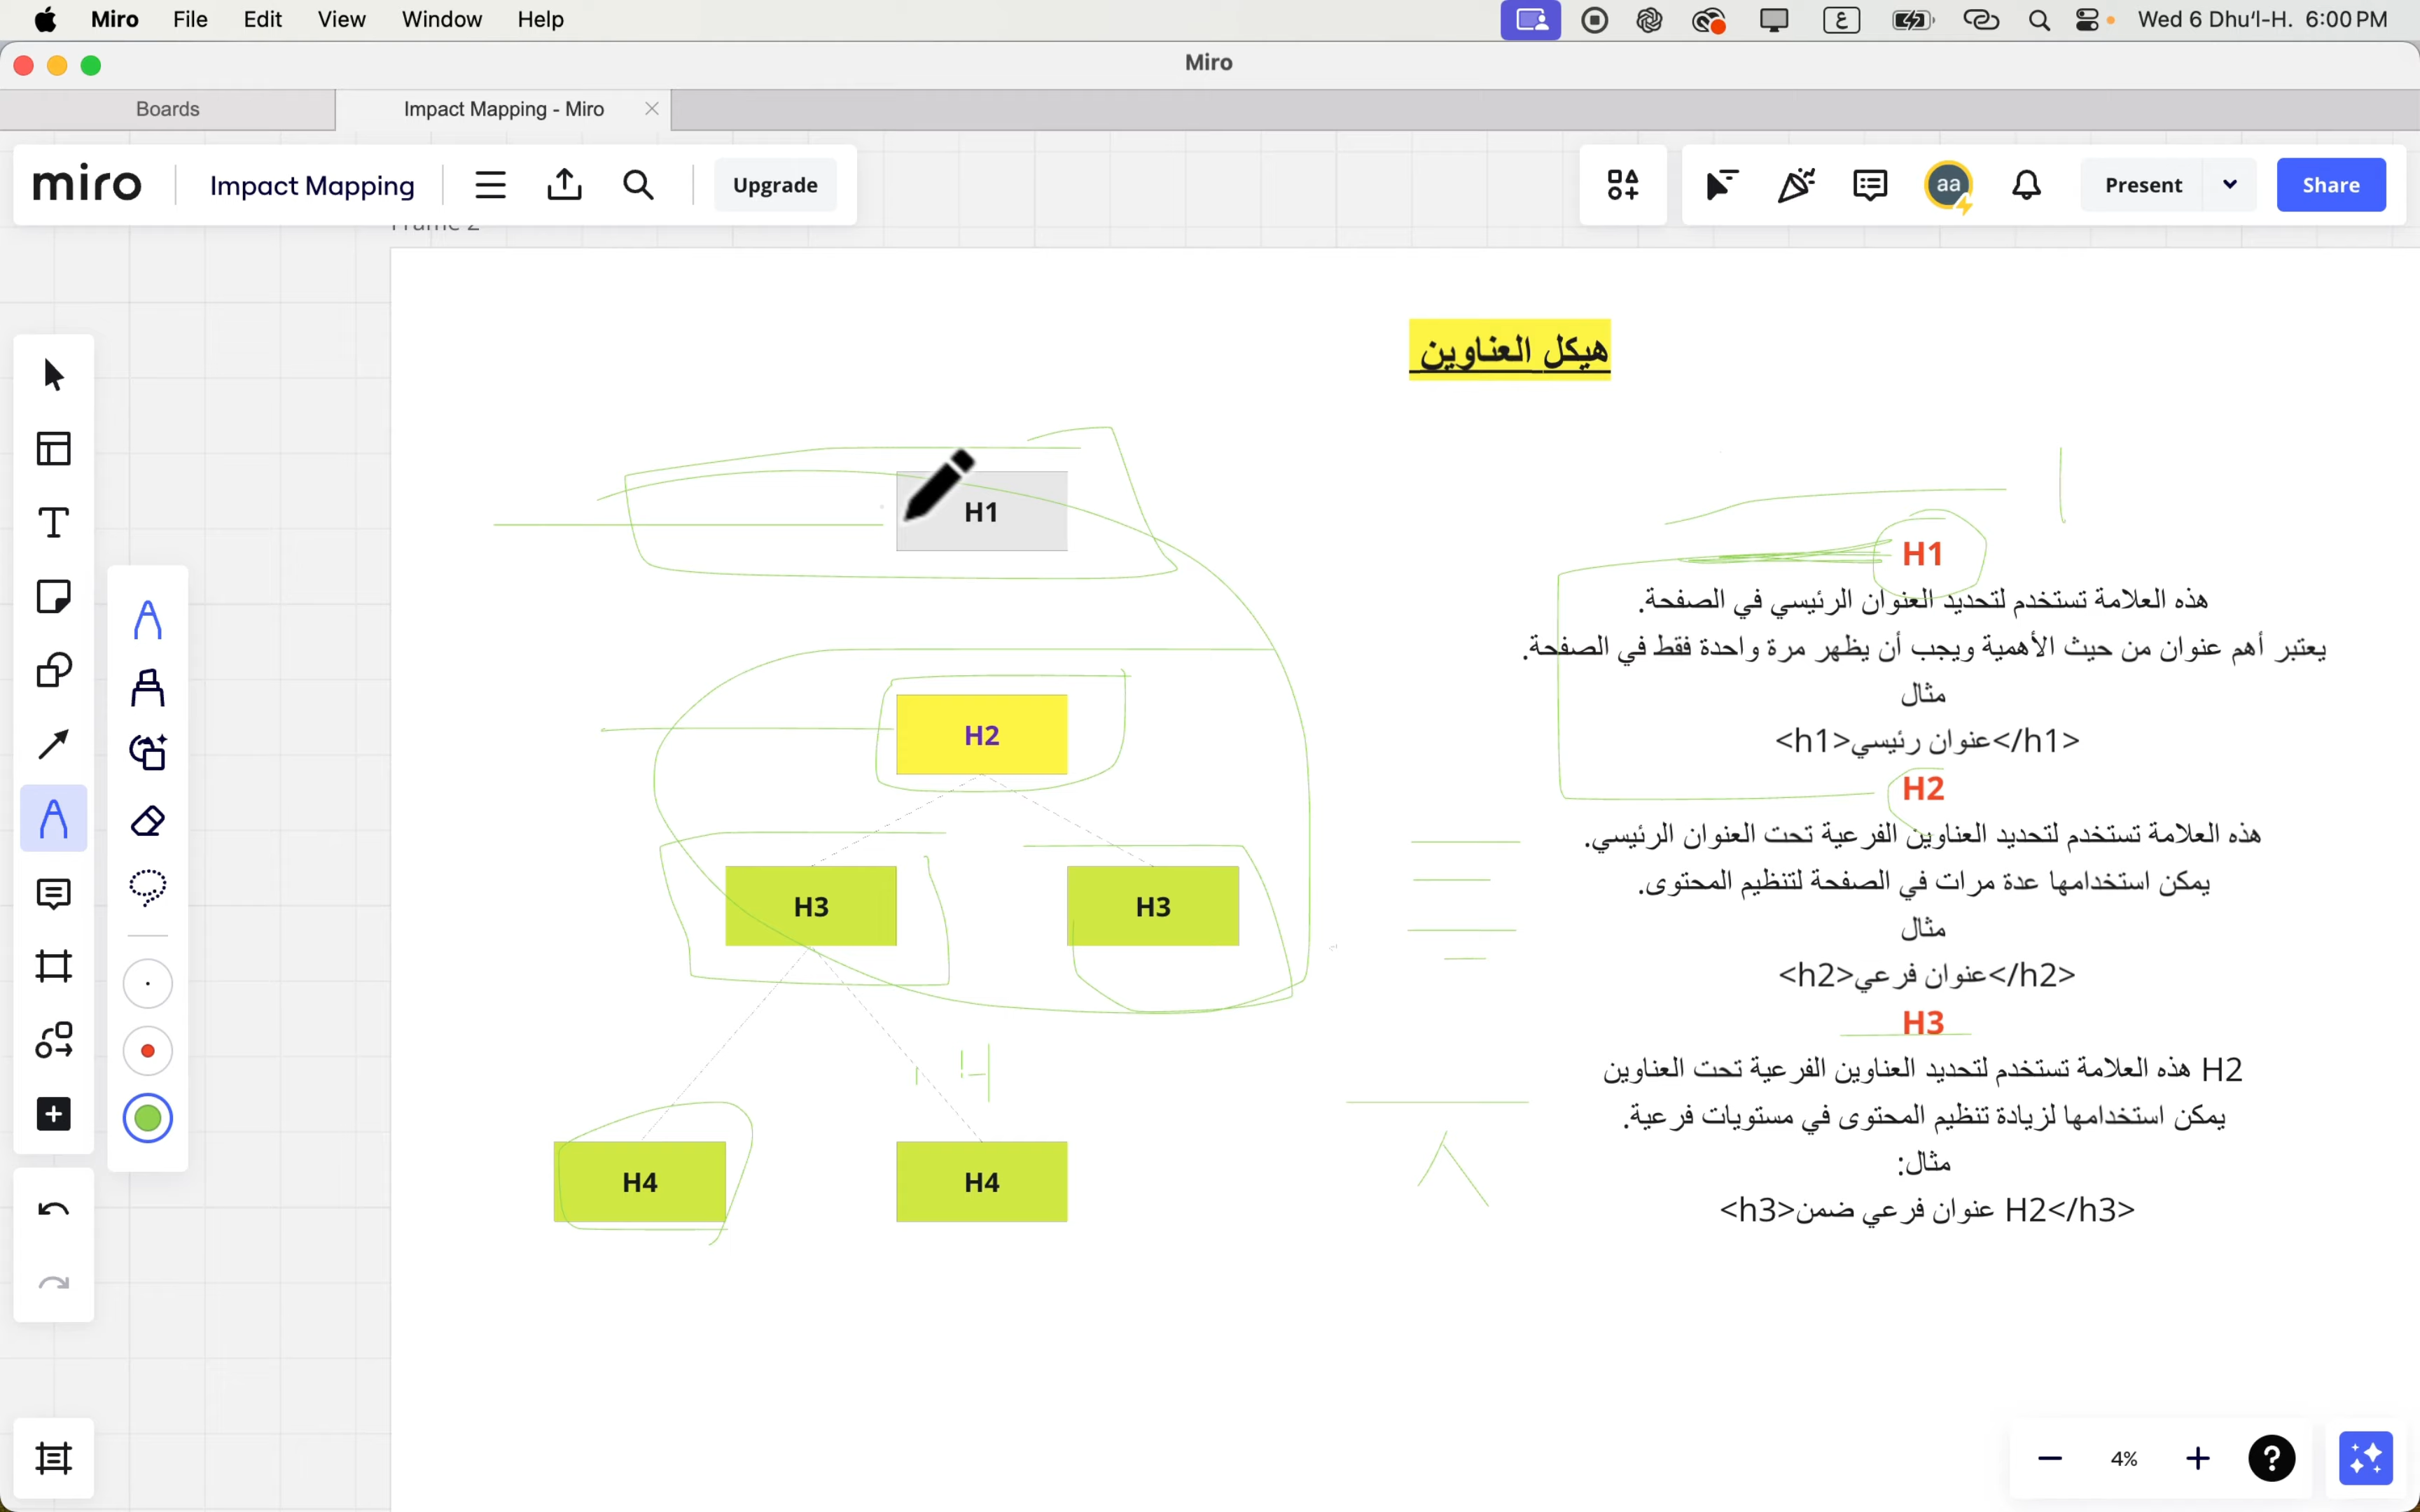 Miro File Edit View Window Help
ع
Wed 6 Dhuʻl-H. 6:00 PM
Miro
Boards
Impact Mapping - Miro
miro
Impact Mapping
Upgrade
aa
Present
Share
Frame 2
هيكل العناوين
H1
H2
H3
H3
H4
H4
H1
هذه العلامة تستخدم لتحديد العنوان الرئيسي في الصفحة.
يعتبر أهم عنوان من حيث الأهمية ويجب أن يظهر مرة واحدة فقط في الصفحة.
مثال
<h1>عنوان رئيسي</h1>
H2
هذه العلامة تستخدم لتحديد العناوين الفرعية تحت العنوان الرئيسي.
يمكن استخدامها عدة مرات في الصفحة لتنظيم المحتوى.
مثال
<h2>عنوان فرعي</h2>
H3
H2 هذه العلامة تستخدم لتحديد العناوين الفرعية تحت العناوين
يمكن استخدامها لزيادة تنظيم المحتوى في مستويات فرعية.
مثال:
<h3>عنوان فرعي ضمن H2</h3>
4%